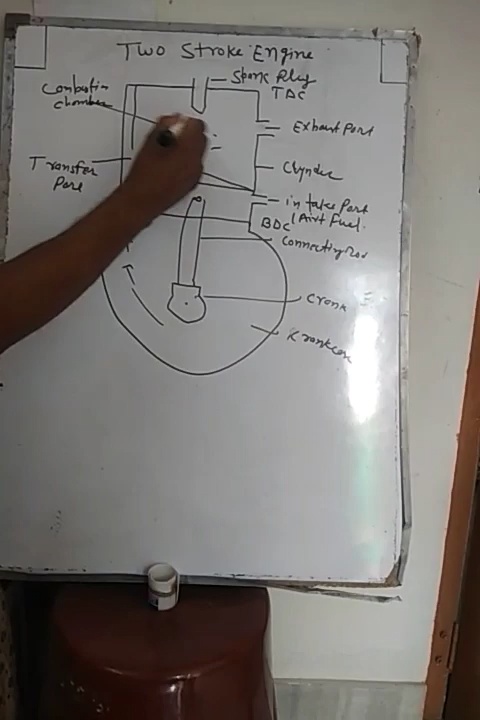 Two Stroke Engine
Spark Plug
TDC
Combustion
Chamber
Exhaust Port
Transfer
Port
Cylinder
intake Port
(Air+Fuel.
BDC
Connecting Rod
Crank
Krankcase